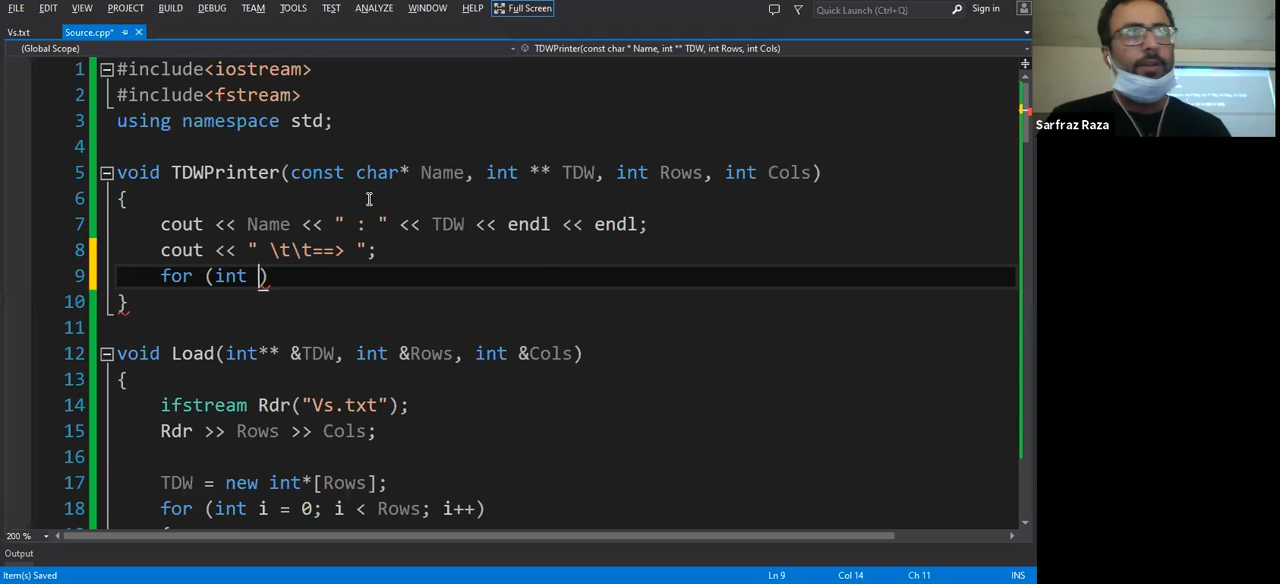 FILE EDIT VIEW PROJECT BUILD DEBUG TEAM TOOLS TEST ANALYZE WINDOW HELP Full Screen Quick Launch (Ctrl+Q) Sign in
Vs.txt Source.cpp*
(Global Scope) TDWPrinter(const char * Name, int ** TDW, int Rows, int Cols)
1 #include<iostream>
2 #include<fstream>
3 using namespace std;
4
5 void TDWPrinter(const char* Name, int ** TDW, int Rows, int Cols)
6 {
7 cout << Name << " : " << TDW << endl << endl;
8 cout << " \t\t==> ";
9 for (int )
10 }
11
12 void Load(int** &TDW, int &Rows, int &Cols)
13 {
14 ifstream Rdr("Vs.txt");
15 Rdr >> Rows >> Cols;
16
17 TDW = new int*[Rows];
18 for (int i = 0; i < Rows; i++)
200 %
Output
Item(s) Saved Ln 9 Col 14 Ch 11 INS
Sarfraz Raza